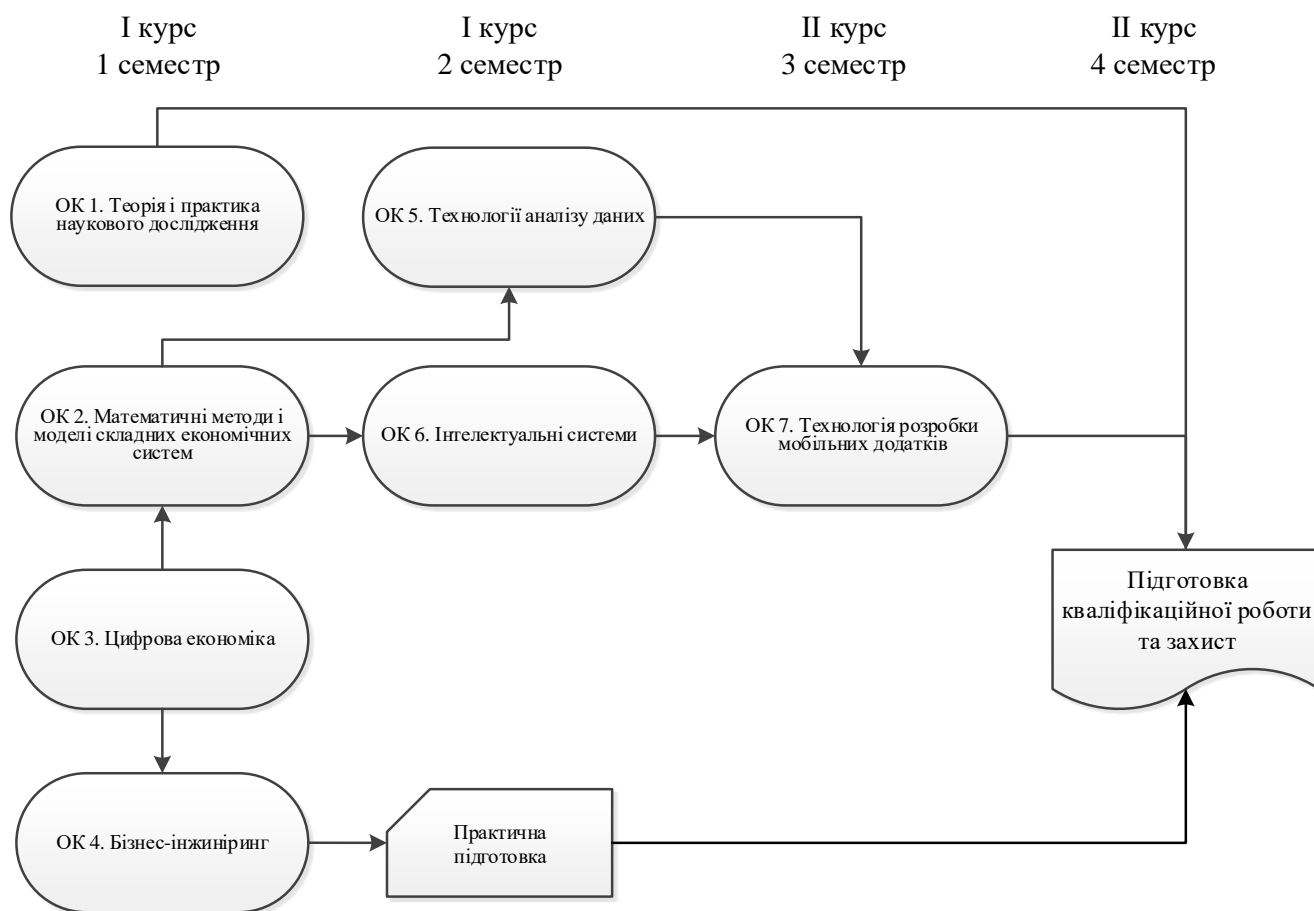 I курс
1 семестр
I курс
2 семестр
II курс
3 семестр
II курс
4 семестр
ОК 1. Теорія і практика
наукового дослідження
ОК 5. Технології аналізу даних
ОК 2. Математичні методи і
моделі складних економічних
систем
ОК 6. Інтелектуальні системи
ОК 7. Технологія розробки
мобільних додатків
ОК 3. Цифрова економіка
Підготовка
кваліфікаційної роботи
та захист
ОК 4. Бізнес-інжиніринг
Практична
підготовка